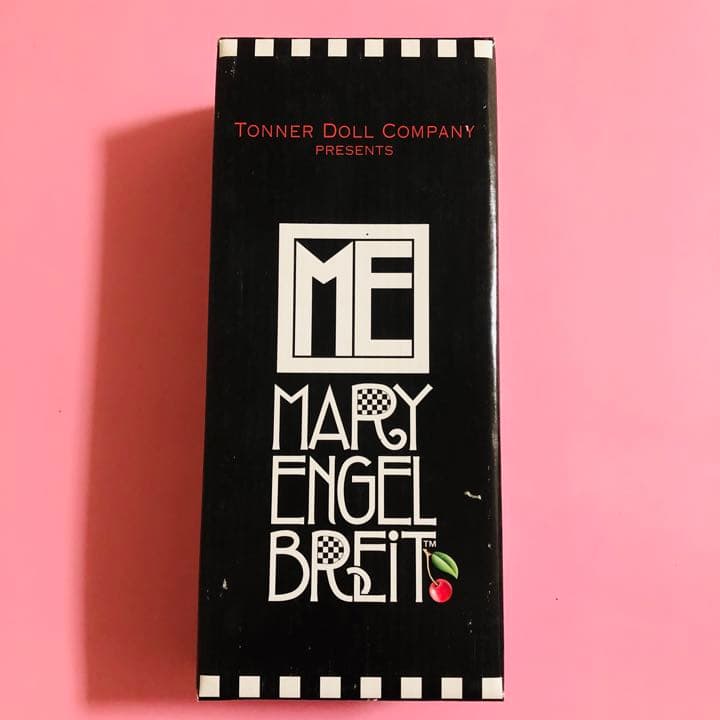 TONNER DOLL COMPANY
PRESENTS
ME
MARY
ENGEL
BREiT™